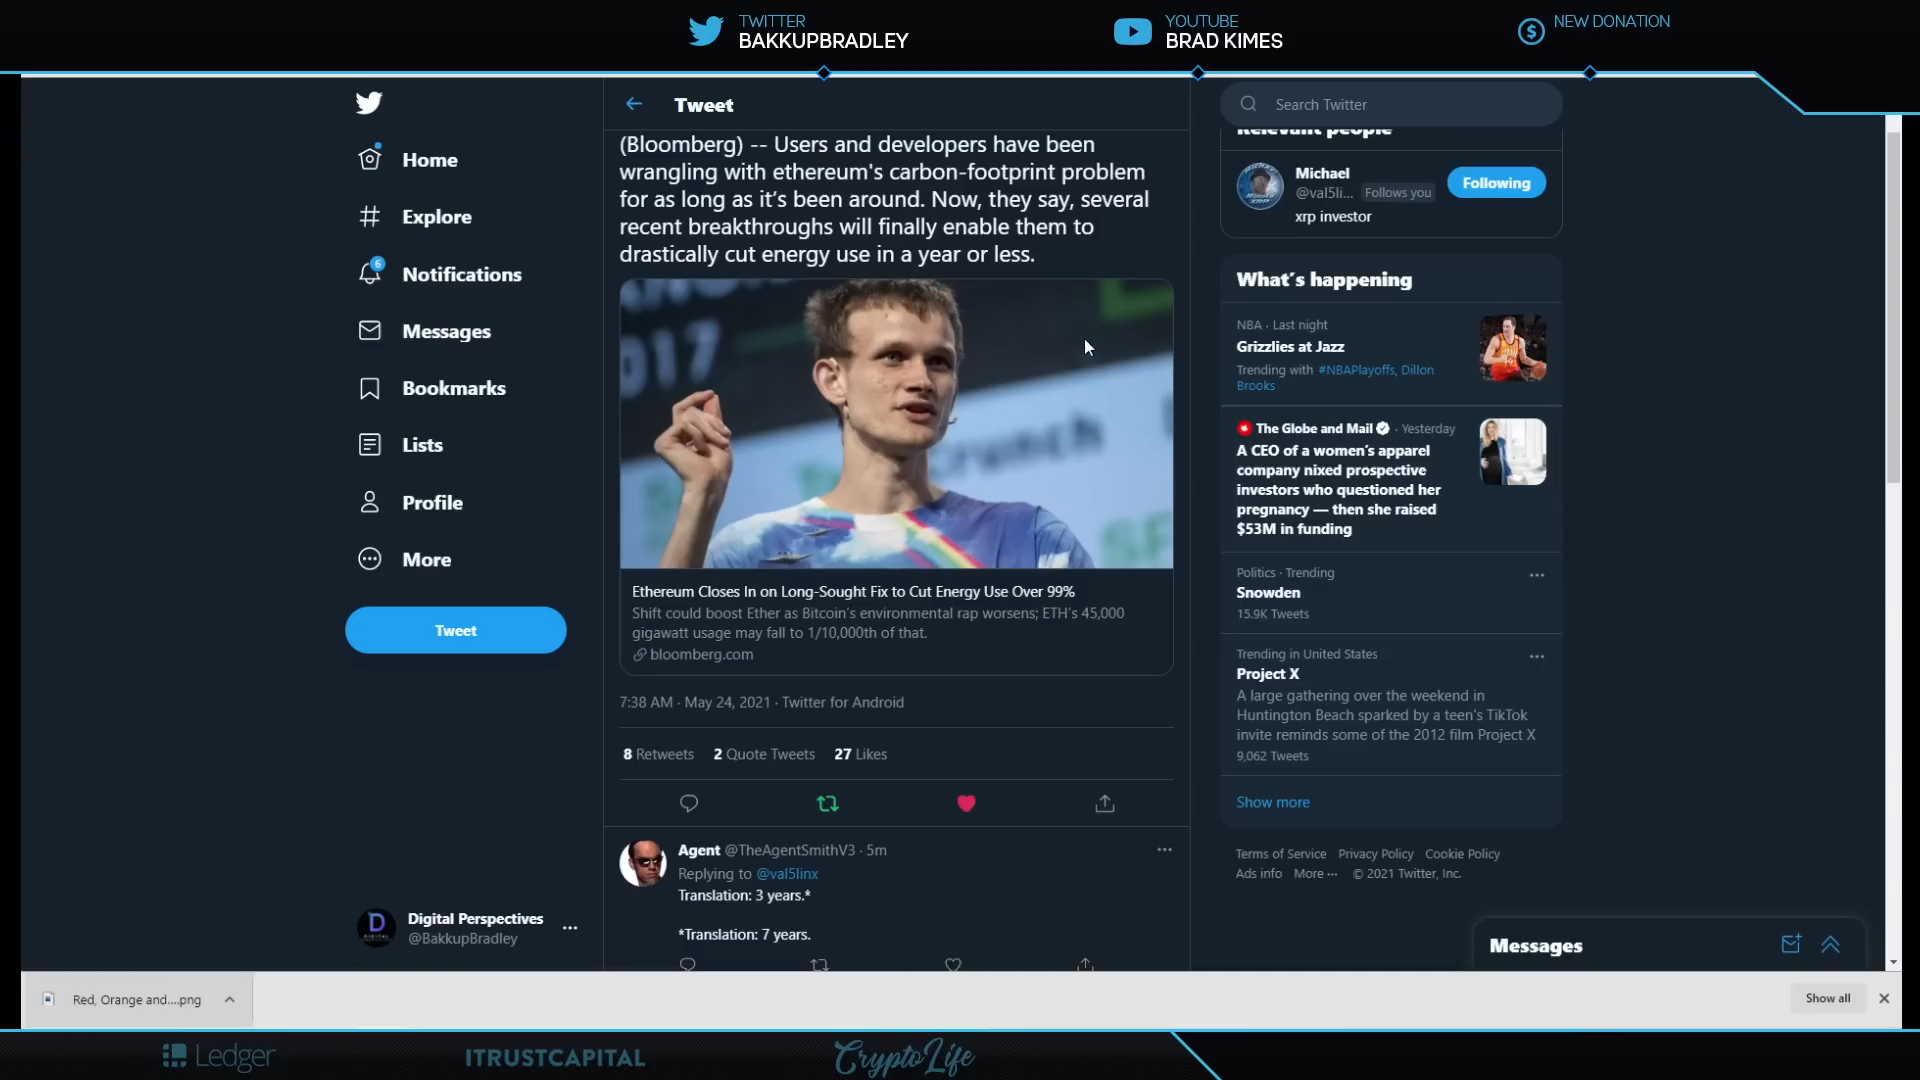 TWITTER
BAKKUPBRADLEY
YOUTUBE
BRAD KIMES
NEW DONATION
Home
Explore
6
Notifications
Messages
Bookmarks
Lists
Profile
More
Tweet
Digital Perspectives
@BakkupBradley
Tweet
(Bloomberg) -- Users and developers have been
wrangling with ethereum's carbon-footprint problem
for as long as it's been around. Now, they say, several
recent breakthroughs will finally enable them to
drastically cut energy use in a year or less.
2017
Crunch
Ethereum Closes In on Long-Sought Fix to Cut Energy Use Over 99%
Shift could boost Ether as Bitcoin's environmental rap worsens; ETH's 45,000
gigawatt usage may fall to 1/10,000th of that.
bloomberg.com
7:38 AM · May 24, 2021 · Twitter for Android
8 Retweets 2 Quote Tweets 27 Likes
Agent @TheAgentSmithV3 · 5m
Replying to @val5linx
Translation: 3 years.*
*Translation: 7 years.
Search Twitter
Relevant people
Michael
@val5li... Follows you
Following
xrp investor
What's happening
NBA · Last night
Grizzlies at Jazz
Trending with #NBAPlayoffs, Dillon
Brooks
The Globe and Mail · Yesterday
A CEO of a women's apparel
company nixed prospective
investors who questioned her
pregnancy — then she raised
$53M in funding
Politics · Trending
Snowden
15.9K Tweets
Trending in United States
Project X
A large gathering over the weekend in
Huntington Beach sparked by a teen's TikTok
invite reminds some of the 2012 film Project X
9,062 Tweets
Show more
Terms of Service Privacy Policy Cookie Policy
Ads info More ··· © 2021 Twitter, Inc.
Messages
Red, Orange and....png
Show all
Ledger
ITRUSTCAPITAL
CryptoLife